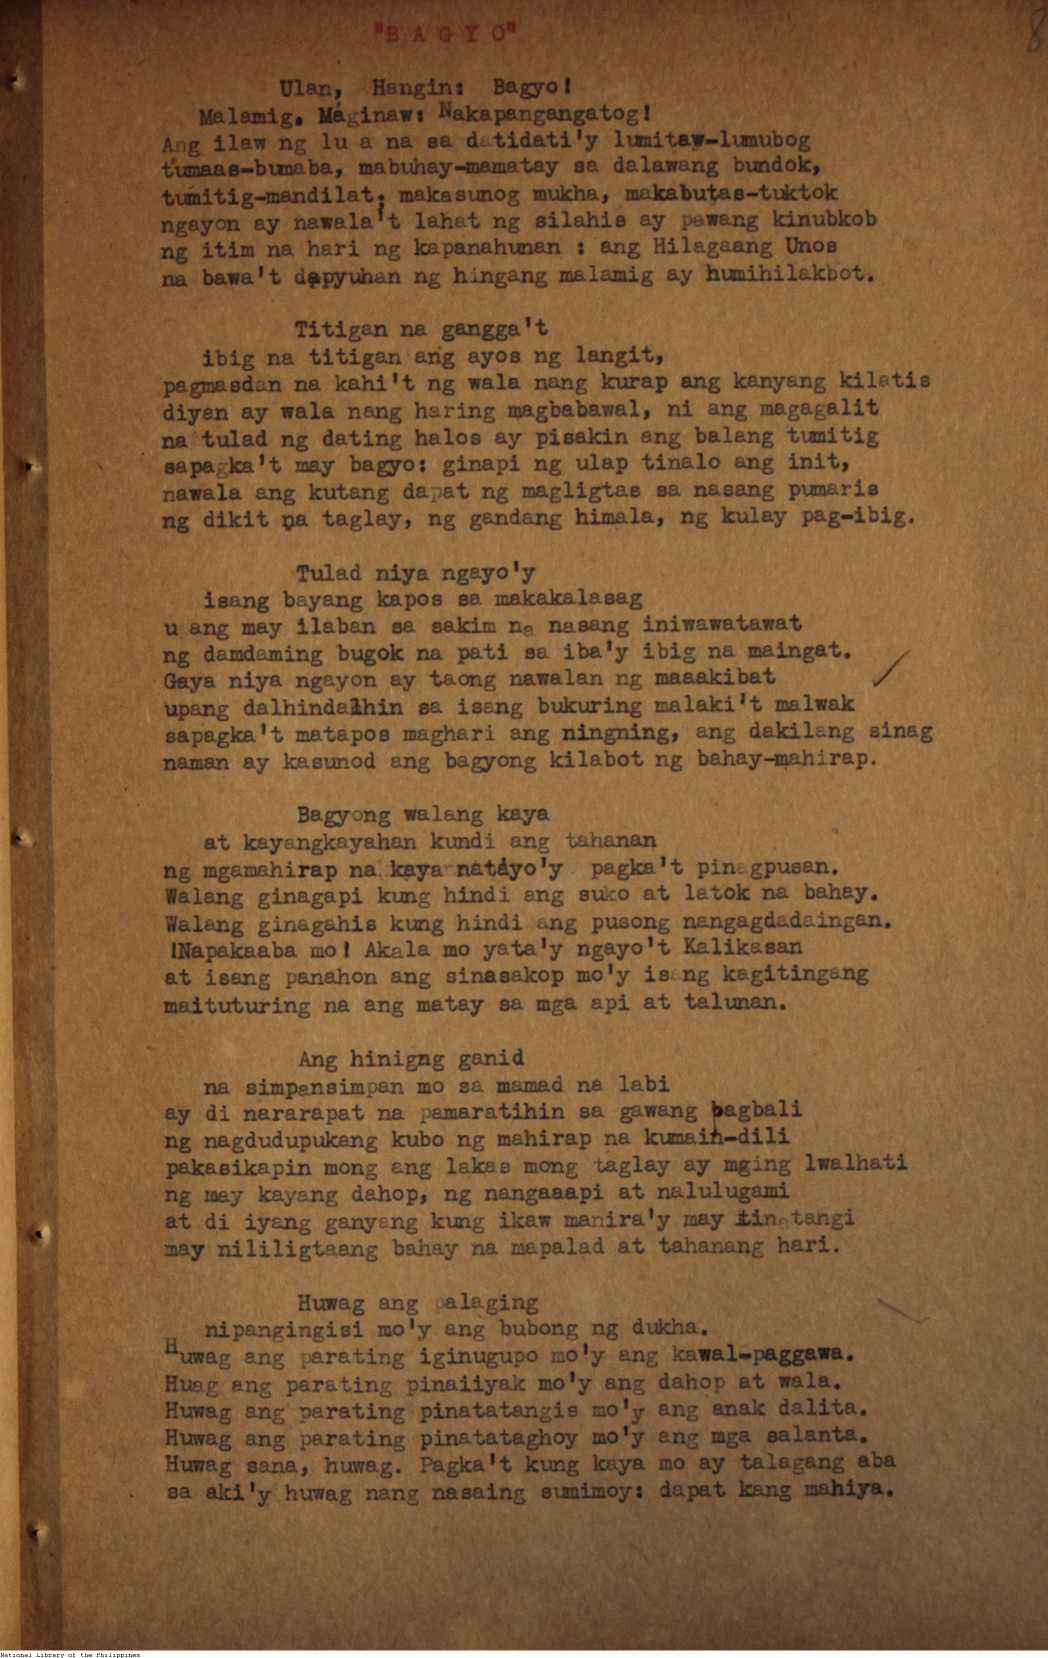 "B A G Y O"
8
Ulan, Hangin: Bagyo!
Malamig. Maginaw: Nakapangangatog!
Ang ilaw ng lu a na sa datidati'y lumitaw-lumubog
tumaas-bumaba, mabuhay-mamatay sa dalawang bundok,
tumitig-mandilat; makasunog mukha, makabutas-tuktok
ngayon ay nawala't lahat ng silahis ay pawang kinubkob
ng itim na hari ng kapanahunan : ang Hilagaang Unos
na bawa't dapyuhan ng hingang malamig ay humihilakbot.
Titigan na gangga't
ibig na titigan ang ayos ng langit,
pagmasdan na kahi't ng wala nang kurap ang kanyang kilatis
diyan ay wala nang haring magbabawal, ni ang magagalit
na tulad ng dating halos ay pisakin ang balang tumitig
sapagka't may bagyo: ginapi ng ulap tinalo ang init,
nawala ang kutang dapat ng magligtas sa nasang pumaris
ng dikit na taglay, ng gandang himala, ng kulay pag-ibig.
Tulad niya ngayo'y
isang bayang kapos sa makakalasag
u ang may ilaban sa sakim na nasang iniwawatawat
ng damdaming bugok na pati sa iba'y ibig na maingat.
Gaya niya ngayon ay taong nawalan ng maaakibat
upang dalhindalhin sa isang bukuring malaki't malwak
sapagka't matapos maghari ang ningning, ang dakilang sinag
naman ay kasunod ang bagyong kilabot ng bahay-mahirap.
Bagyong walang kaya
at kayangkayahan kundi ang tahanan
ng mgamahirap na kaya natayo'y pagka't pinagpusan.
Walang ginagapi kung hindi ang suko at latok na bahay.
Walang ginagahis kung hindi ang pusong nangagdadaingan.
!Napakaaba mo! Akala mo yata'y ngayo't Kalikasan
at isang panahon ang sinasakop mo'y isang kagitingang
maituturing na ang matay sa mga api at talunan.
Ang hinigng ganid
na simpansimpan mo sa mamad na labi
ay di nararapat na pamaratihin sa gawang bagbali
ng nagdudupukang kubo ng mahirap na kumain-dili
pakasikapin mong ang lakas mong taglay ay mging lwalhati
ng may kayang dahop, ng nangaaapi at nalulugami
at di iyang ganyang kung ikaw manira'y may tinatangi
may nililigtaang bahay na mapalad at tahanang hari.
Huwag ang palaging
nipangingisi mo'y ang bubong ng dukha.
Huwag ang parating iginugupo mo'y ang kawal-paggawa.
Huag ang parating pinaiiyak mo'y ang dahop at wala.
Huwag ang parating pinatatangis mo'y ang anak dalita.
Huwag ang parating pinatataghoy mo'y ang mga salanta.
Huwag sana, huwag. Pagka't kung kaya mo ay talagang aba
sa aki'y huwag nang nasaing sumimoy: dapat kang mahiya.
National Library of the Philippines